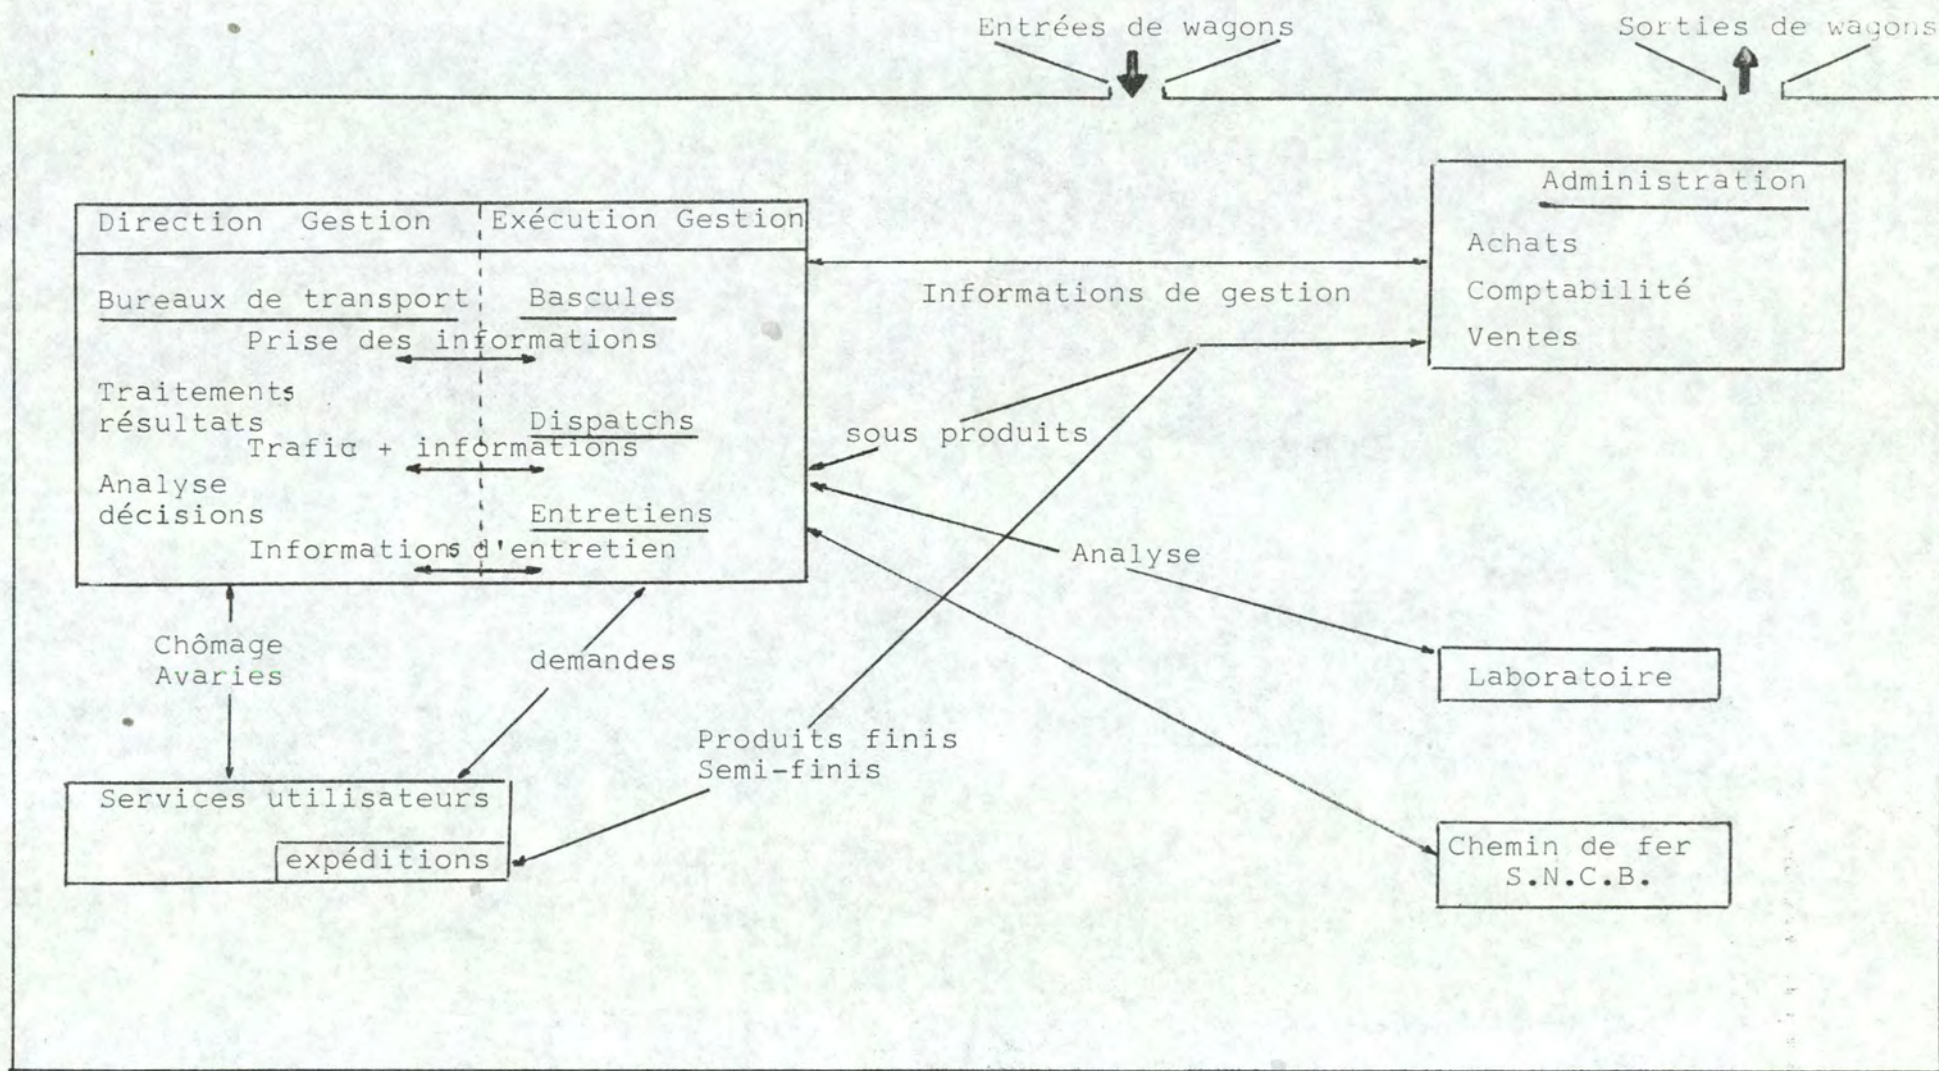 Entrées de wagons
Sorties de wagons
Administration
Achats
Comptabilité
Ventes
Direction Gestion
Exécution Gestion
Bureaux de transport
Bascules
Prise des informations
Traitements
résultats
Dispatchs
Trafic + informations
Analyse
décisions
Entretiens
Informations d'entretien
Informations de gestion
sous produits
Analyse
Chômage
Avaries
demandes
Laboratoire
Produits finis
Semi-finis
Services utilisateurs
expéditions
Chemin de fer
S.N.C.B.